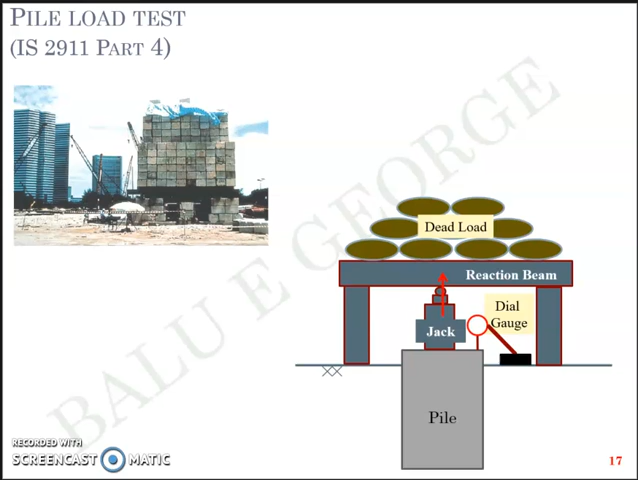 PILE LOAD TEST
(IS 2911 PART 4)
BALU E GEORGE
Dead Load
Reaction Beam
Dial
Gauge
Jack
Pile
RECORDED WITH
SCREENCAST MATIC
17